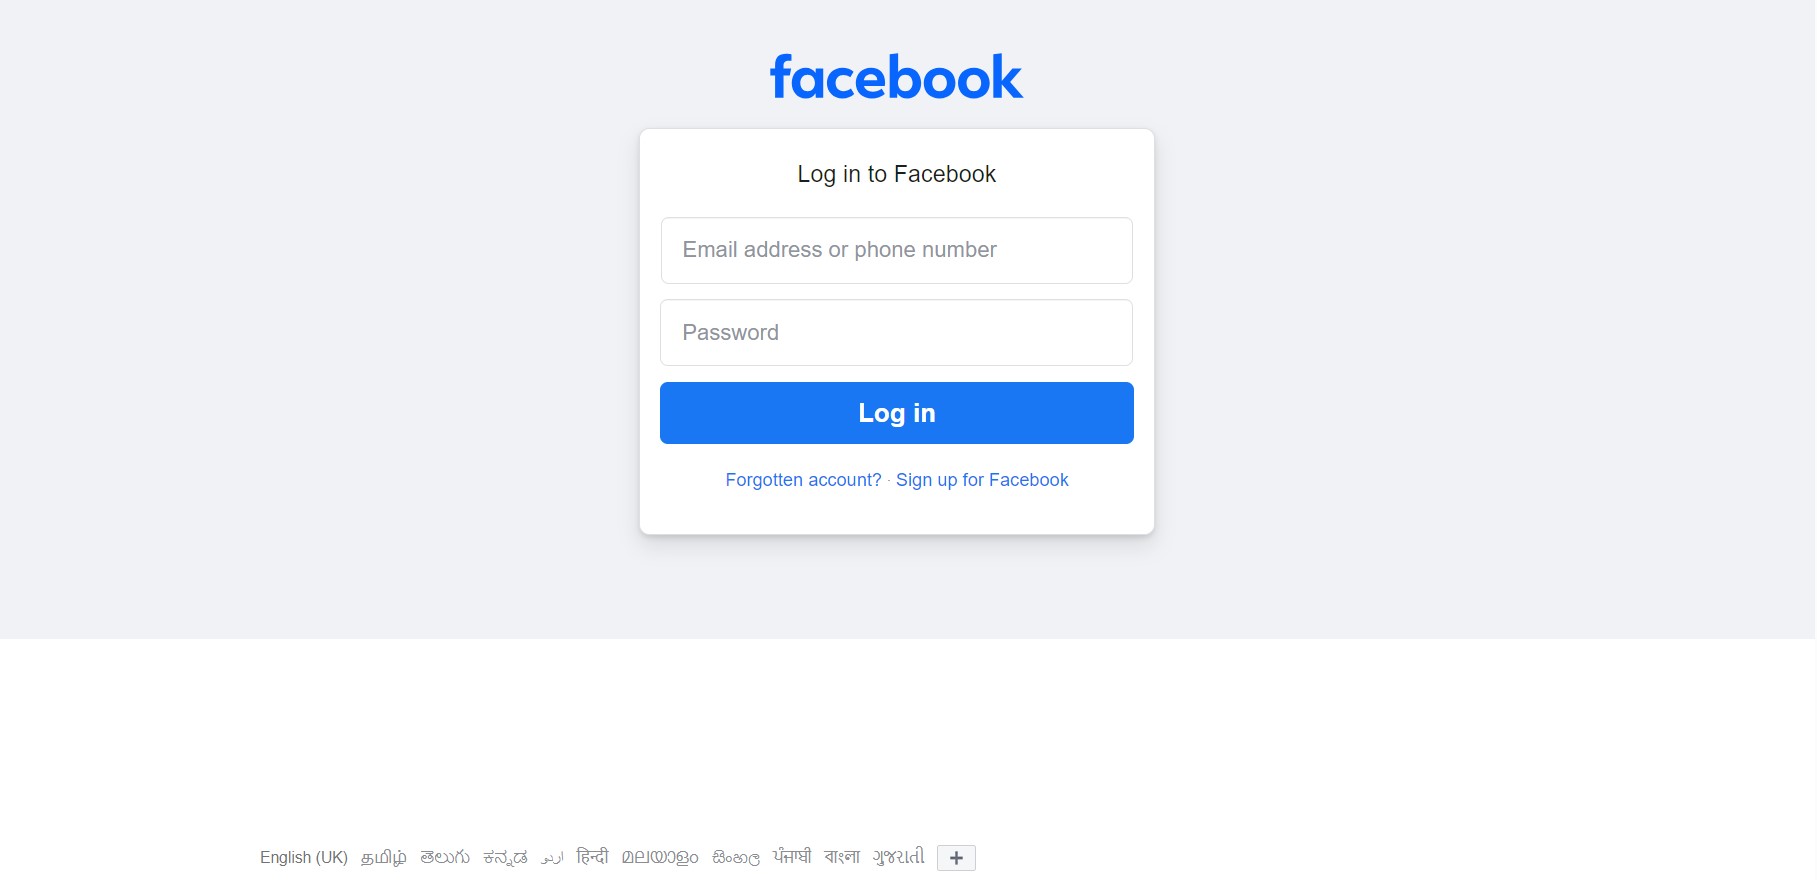 facebook
Log in to Facebook
Email address or phone number
Password
Log in
Forgotten account? · Sign up for Facebook
English (UK) தமிழ் తెలుగు ಕನ್ನಡ اردو हिन्दी മലയാളം සිංහල ਪੰਜਾਬੀ বাংলা ગુજરાતી +